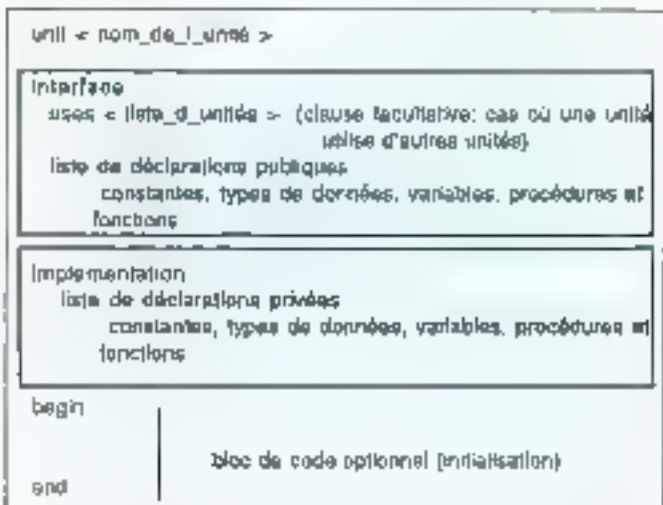 unit < nom_de_l_unité >
Interface
uses < liste_d_unités > {clause facultative: cas où une unité
utilise d'autres unités}
liste de déclarations publiques
constantes, types de données, variables, procédures et
fonctions
Implementation
liste de déclarations privées
constantes, types de données, variables, procédures et
fonctions
begin
bloc de code optionnel (initialisation)
end